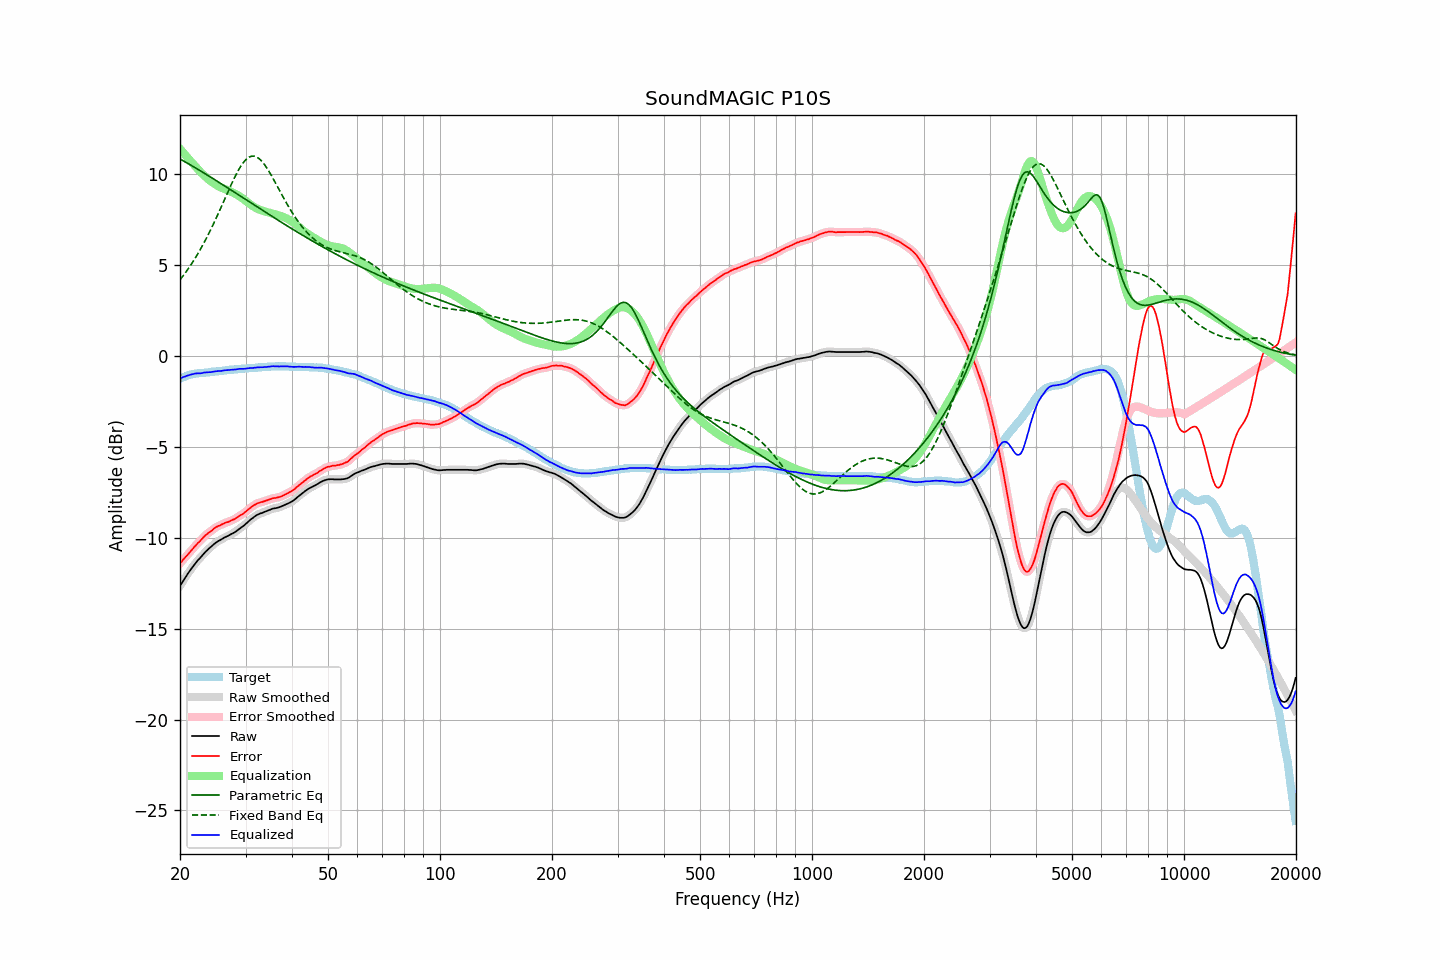 SoundMAGIC P10S
Amplitude (dBr)
10
5
0
−5
−10
−15
−20
−25
Target
Raw Smoothed
Error Smoothed
Raw
Error
Equalization
Parametric Eq
Fixed Band Eq
Equalized
20 50 100 200 500 1000 2000 5000 10000 20000
Frequency (Hz)